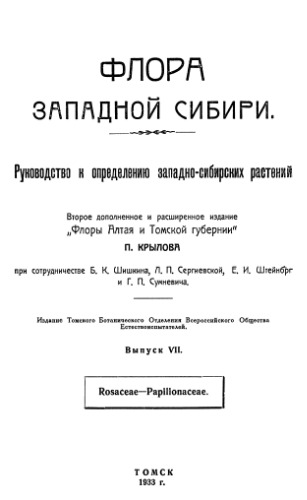 ФЛОРА
ЗАПАДНОЙ СИБИРИ.
Руководство к определению западно-сибирских растений
Второе дополненное и расширенное издание
„Флоры Алтая и Томской губернии“
П. КРЫЛОВА
при сотрудничестве Б. К. Шишкина, Л. П. Сергиевской, Е. И. Штейнберг
и Г. П. Сумневича.
Издание Томского Ботанического Отделения Всероссийского Общества
Естествоиспытателей.
Выпуск VII.
Rosaceae—Papilionaceae.
ТОМСК
1933 г.